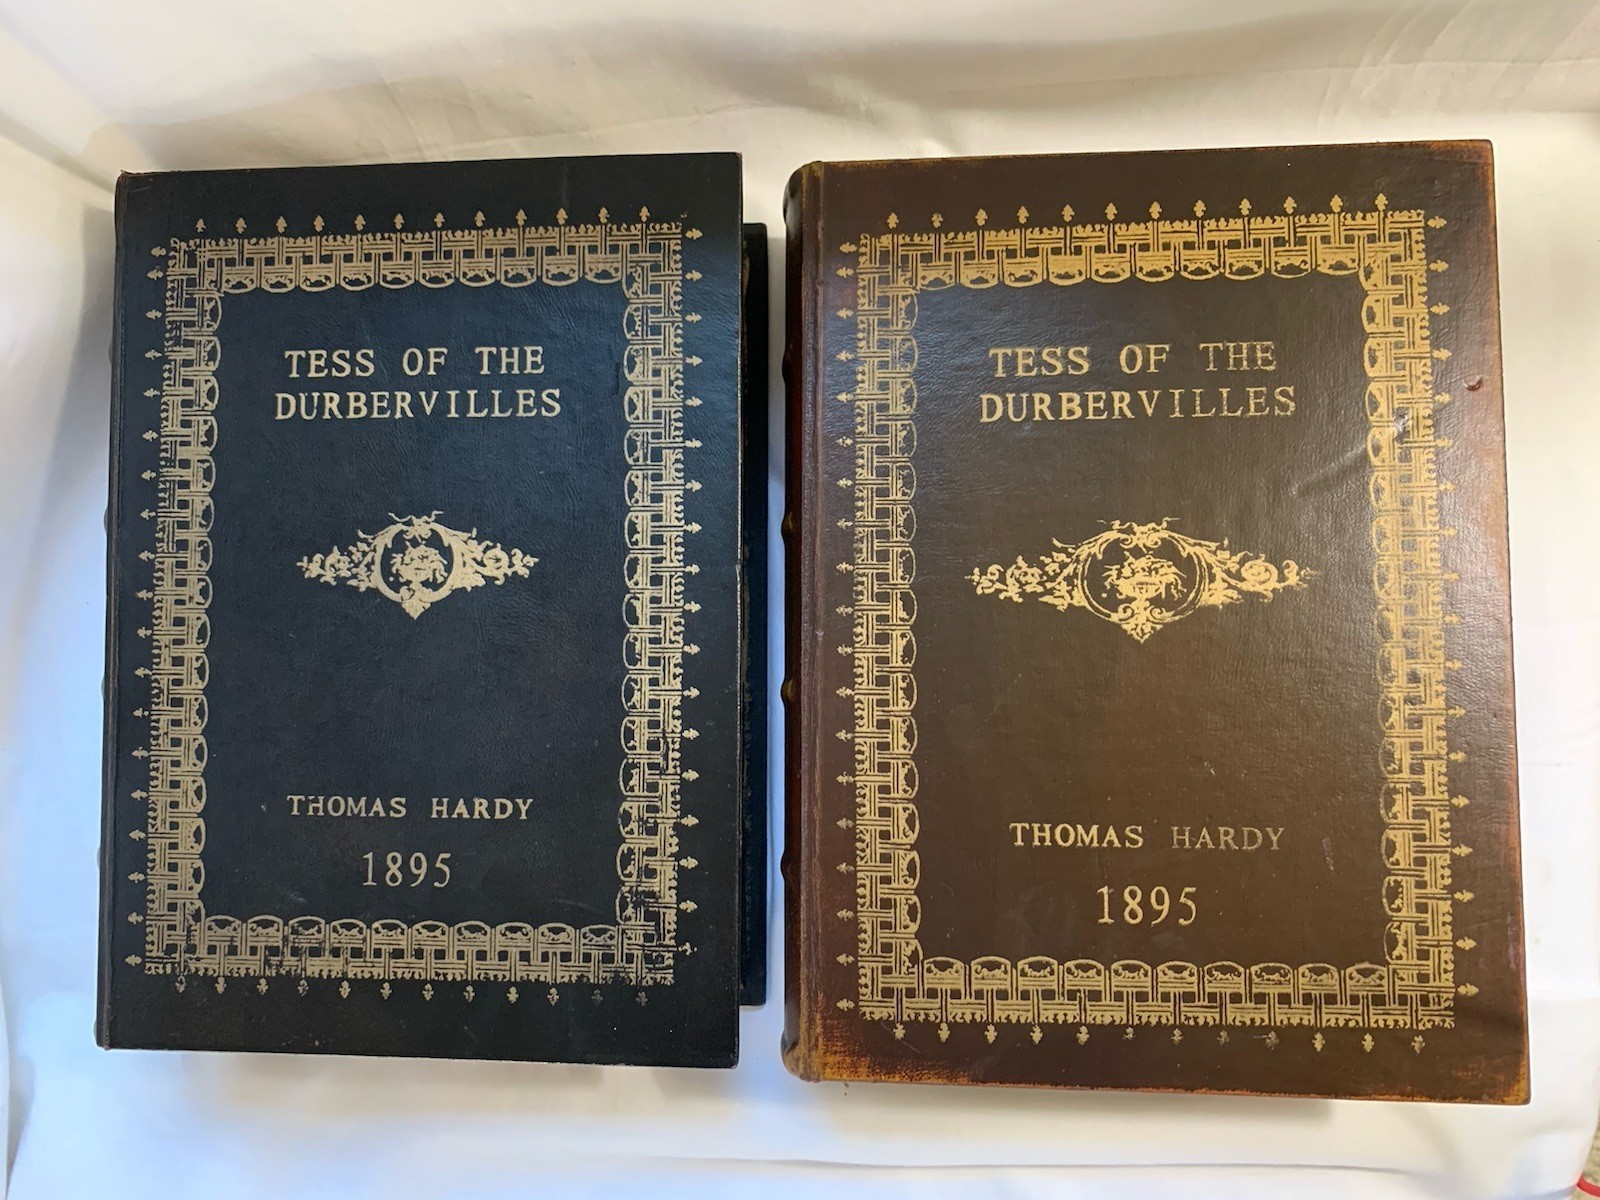 TESS OF THE
DURBERVILLES
THOMAS HARDY
1895
TESS OF THE
DURBERVILLES
THOMAS HARDY
1895